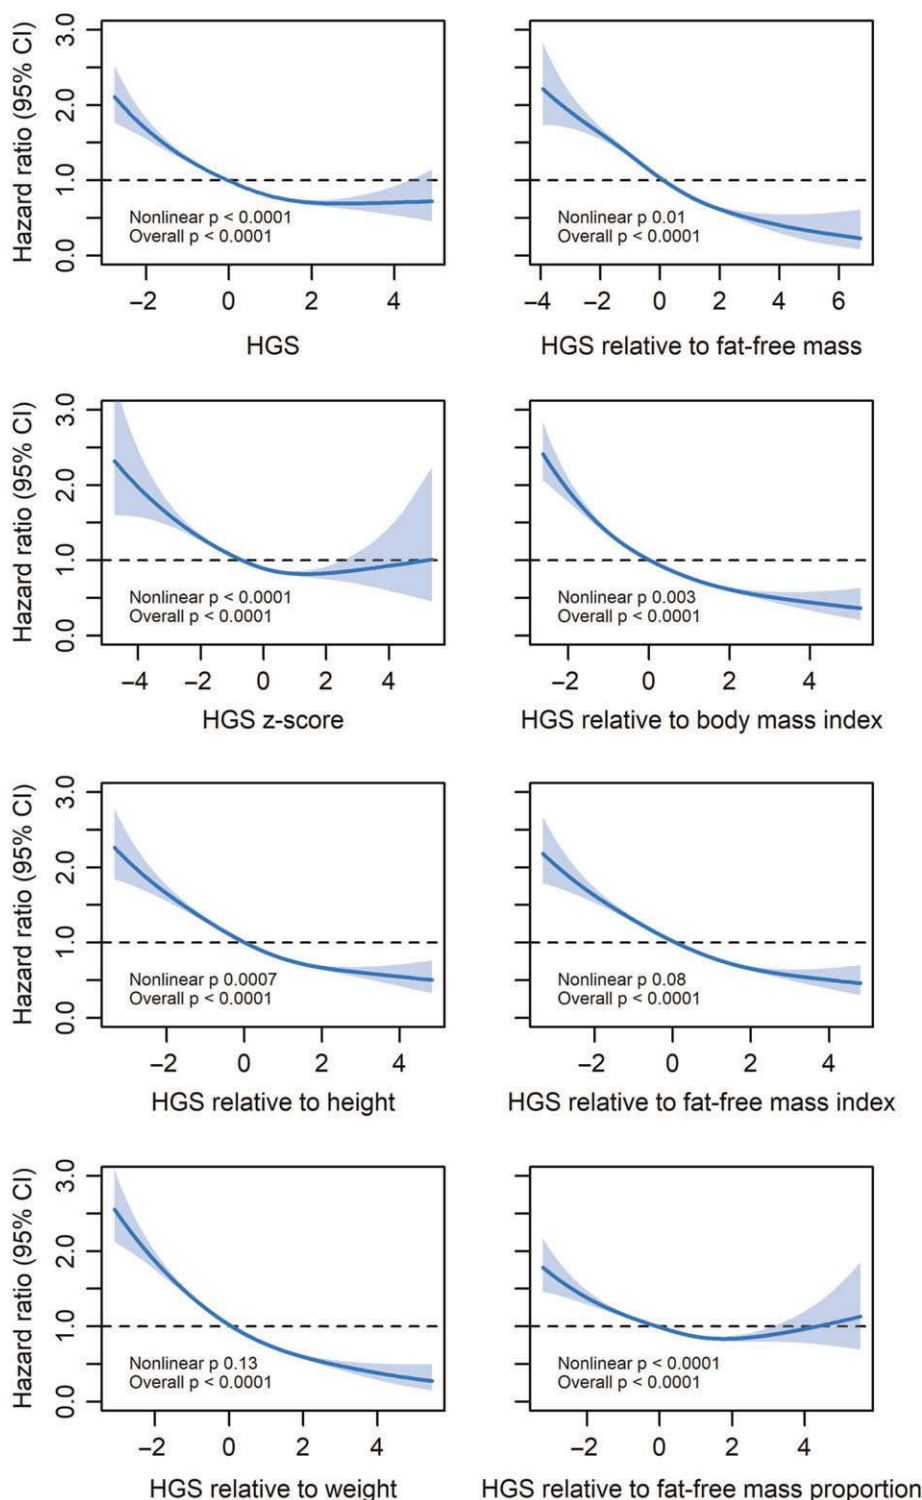 Hazard ratio (95% CI)
3.0
2.0
1.0
0.0
Nonlinear p < 0.0001
Overall p < 0.0001
−2 0 2 4
HGS
Nonlinear p 0.01
Overall p < 0.0001
−4 −2 0 2 4 6
HGS relative to fat-free mass
Hazard ratio (95% CI)
3.0
2.0
1.0
0.0
Nonlinear p < 0.0001
Overall p < 0.0001
−4 −2 0 2 4
HGS z-score
Nonlinear p 0.003
Overall p < 0.0001
−2 0 2 4
HGS relative to body mass index
Hazard ratio (95% CI)
3.0
2.0
1.0
0.0
Nonlinear p 0.0007
Overall p < 0.0001
−2 0 2 4
HGS relative to height
Nonlinear p 0.08
Overall p < 0.0001
−2 0 2 4
HGS relative to fat-free mass index
Hazard ratio (95% CI)
3.0
2.0
1.0
0.0
Nonlinear p 0.13
Overall p < 0.0001
−2 0 2 4
HGS relative to weight
Nonlinear p < 0.0001
Overall p < 0.0001
−2 0 2 4
HGS relative to fat-free mass proportion